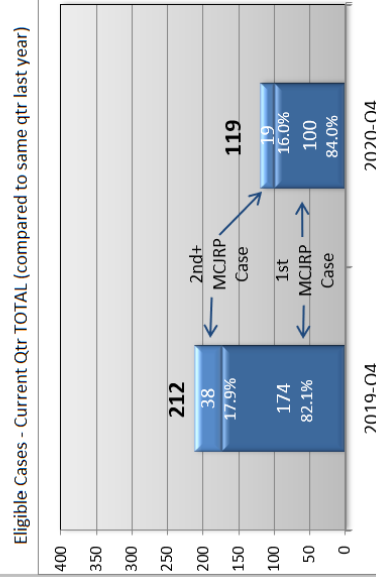 Eligible Cases - Current Qtr TOTAL (compared to same qtr last year)
400
350
300
250
200
150
100
50
0
212
38
17.9%
174
82.1%
2nd+
MCJRP
Case
1st
MCJRP
Case
119
19
16.0%
100
84.0%
2019-Q4
2020-Q4